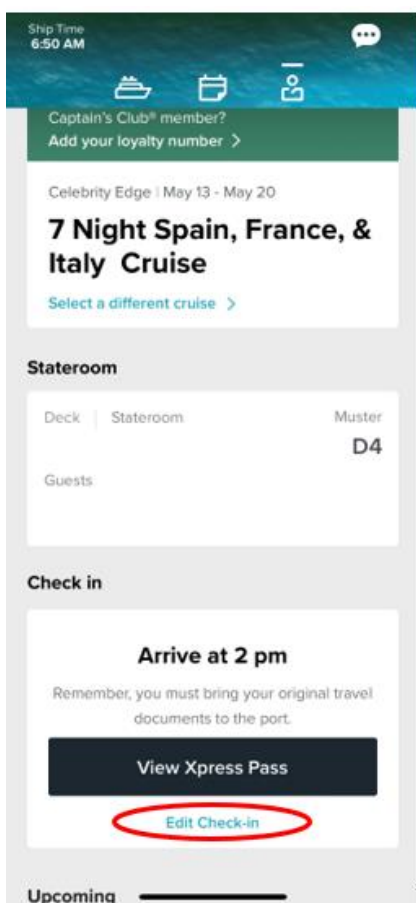 Ship Time
6:50 AM
Captain's Club® member?
Add your loyalty number >
Celebrity Edge | May 13 - May 20
7 Night Spain, France, &
Italy Cruise
Select a different cruise >
Stateroom
Deck | Stateroom Muster
D4
Guests
Check in
Arrive at 2 pm
Remember, you must bring your original travel
documents to the port.
View Xpress Pass
Edit Check-in
Upcoming